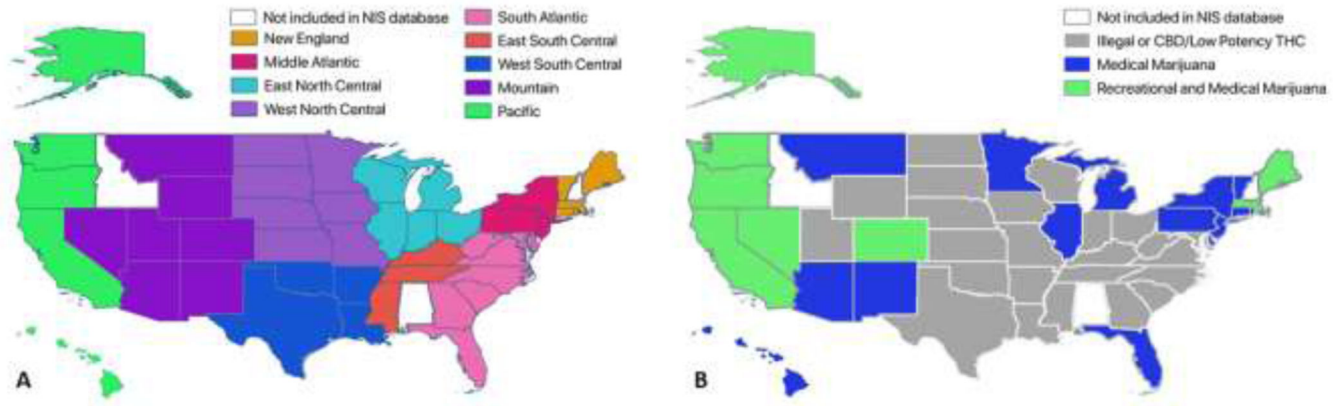 Not included in NIS database
New England
Middle Atlantic
East North Central
West North Central
South Atlantic
East South Central
West South Central
Mountain
Pacific
A
Not included in NIS database
Illegal or CBD/Low Potency THC
Medical Marijuana
Recreational and Medical Marijuana
B